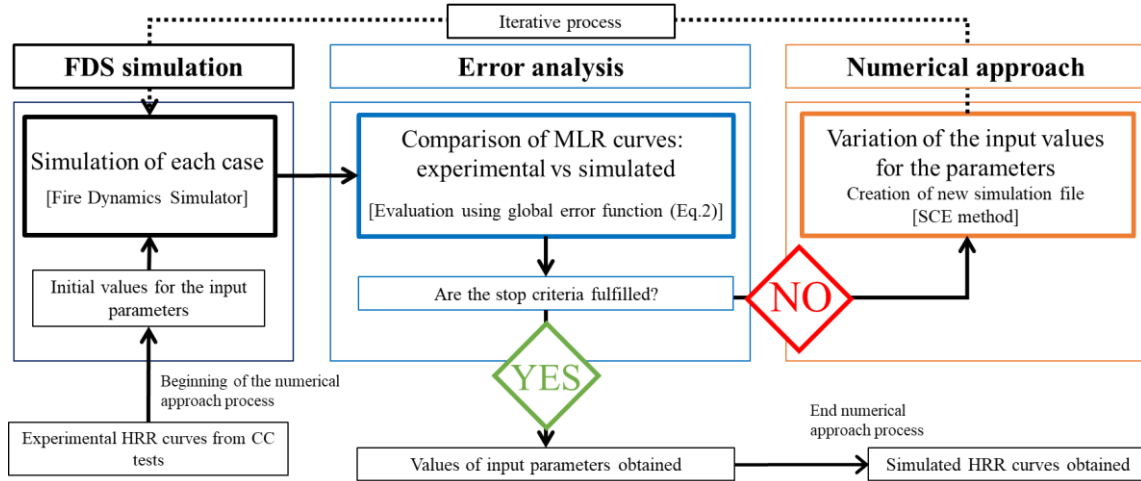 Iterative process
FDS simulation
Error analysis
Numerical approach
Simulation of each case
[Fire Dynamics Simulator]
Comparison of MLR curves:
experimental vs simulated
[Evaluation using global error function (Eq.2)]
Variation of the input values
for the parameters
Creation of new simulation file
[SCE method]
Initial values for the input
parameters
Are the stop criteria fulfilled?
NO
YES
Beginning of the numerical
approach process
Experimental HRR curves from CC
tests
Values of input parameters obtained
End numerical
approach process
Simulated HRR curves obtained